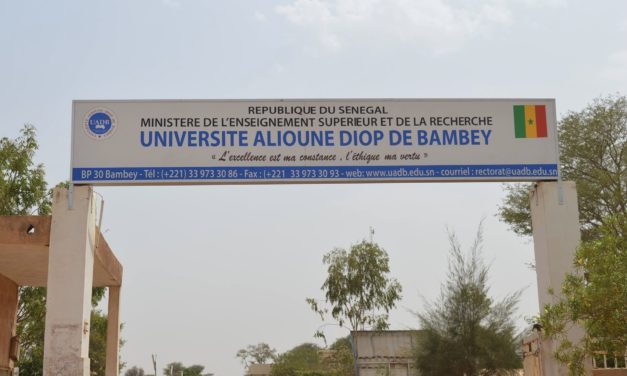 REPUBLIQUE DU SENEGAL
MINISTERE DE L'ENSEIGNEMENT SUPERIEUR ET DE LA RECHERCHE
UNIVERSITE ALIOUNE DIOP DE BAMBEY
« L'excellence est ma constance , l'éthique ma vertu »
BP 30 Bambey - Tél : (+221) 33 973 30 86 - Fax : (+221 33 973 30 93 - web: www.uadb.edu.sn - courriel : rectorat@uadb.edu.sn
UADB